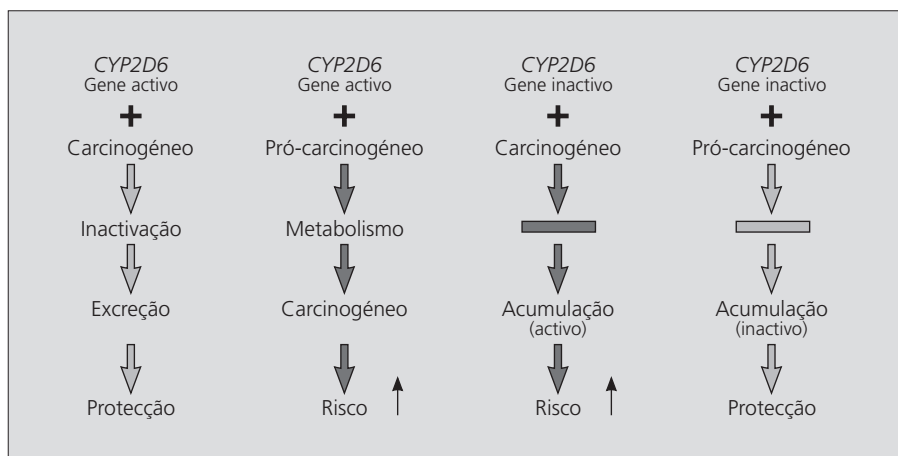 CYP2D6
Gene activo
+
Carcinogéneo
Inactivação
Excreção
Protecção
CYP2D6
Gene activo
+
Pró-carcinogéneo
Metabolismo
Carcinogéneo
Risco
CYP2D6
Gene inactivo
+
Carcinogéneo
Acumulação
(activo)
Risco
CYP2D6
Gene inactivo
+
Pró-carcinogéneo
Acumulação
(inactivo)
Protecção